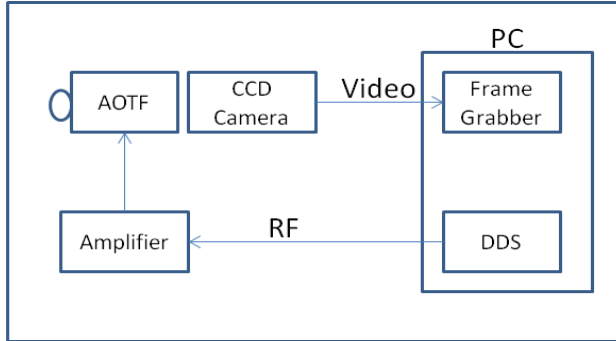 PC
AOTF
CCD
Camera
Video
Frame
Grabber
Amplifier
RF
DDS